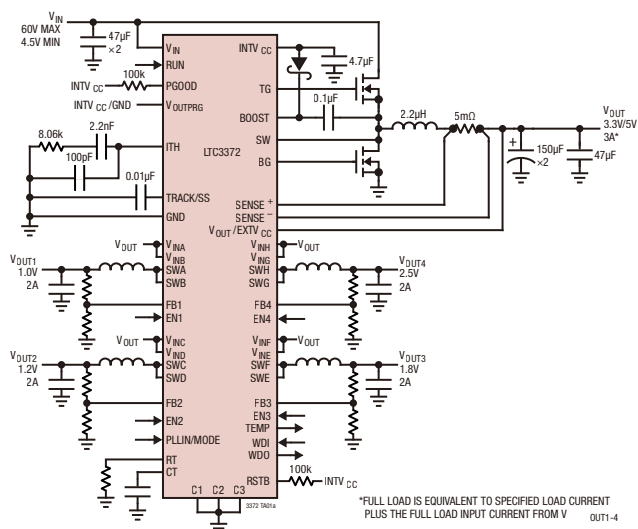 VIN
60V MAX
4.5V MIN
47µF
×2
VIN
RUN
INTVCC
100k
PGOOD
INTVCC/GND
VOUTPRG
8.06k
2.2nF
100pF
ITH
0.01µF
TRACK/SS
GND
LTC3372
INTVCC
4.7µF
TG
0.1µF
BOOST
SW
BG
2.2µH
5mΩ
VOUT
3.3V/5V
3A*
+
150µF
×2
47µF
SENSE+
SENSE–
VOUT/EXTVCC
VOUT
VINA
VINB
VOUT1
1.0V
2A
SWA
SWB
FB1
EN1
VINH
VOUT
VING
SWH
SWG
VOUT4
2.5V
2A
FB4
EN4
VOUT
VINC
VIND
VOUT2
1.2V
2A
SWC
SWD
FB2
EN2
PLLIN/MODE
RT
CT
VINF
VOUT
VINE
SWF
SWE
VOUT3
1.8V
2A
FB3
EN3
TEMP
WDI
WDO
RSTB
100k
INTVCC
C1 C2 C3
3372 TA01a
*FULL LOAD IS EQUIVALENT TO SPECIFIED LOAD CURRENT
PLUS THE FULL LOAD INPUT CURRENT FROM V OUT1-4